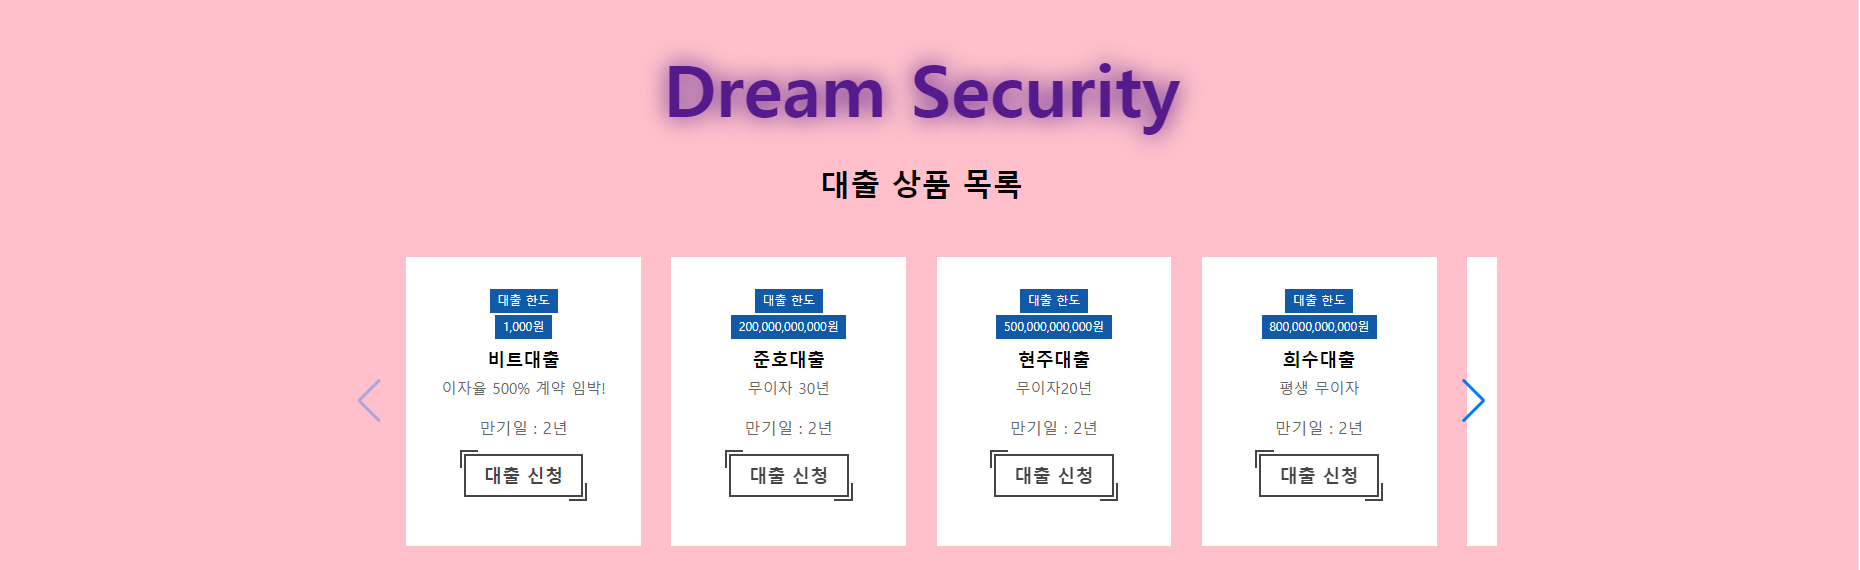 Dream Security
대출 상품 목록
대출 한도
1,000원
비트대출
이자율 500% 계약 임박!
만기일 : 2년
대출 신청
대출 한도
200,000,000,000원
준호대출
무이자 30년
만기일 : 2년
대출 신청
대출 한도
500,000,000,000원
현주대출
무이자20년
만기일 : 2년
대출 신청
대출 한도
800,000,000,000원
희수대출
평생 무이자
만기일 : 2년
대출 신청